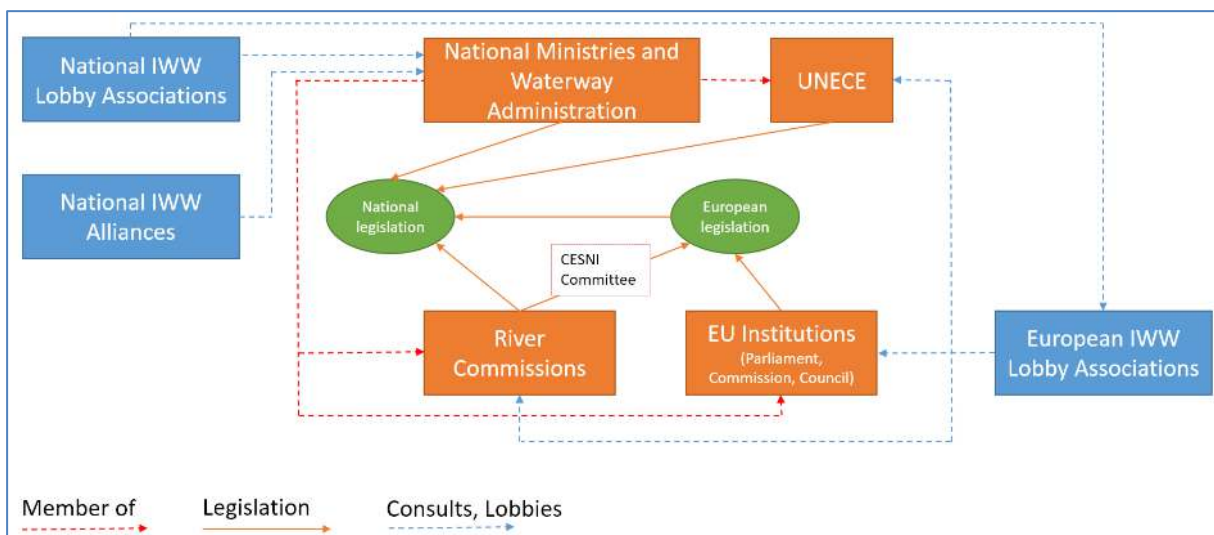 National IWW
Lobby Associations
National Ministries and
Waterway
Administration
UNECE
National IWW
Alliances
National
legislation
European
legislation
CESNI
Committee
River
Commissions
EU Institutions
(Parliament,
Commission, Council)
European IWW
Lobby Associations
Member of
Legislation
Consults, Lobbies